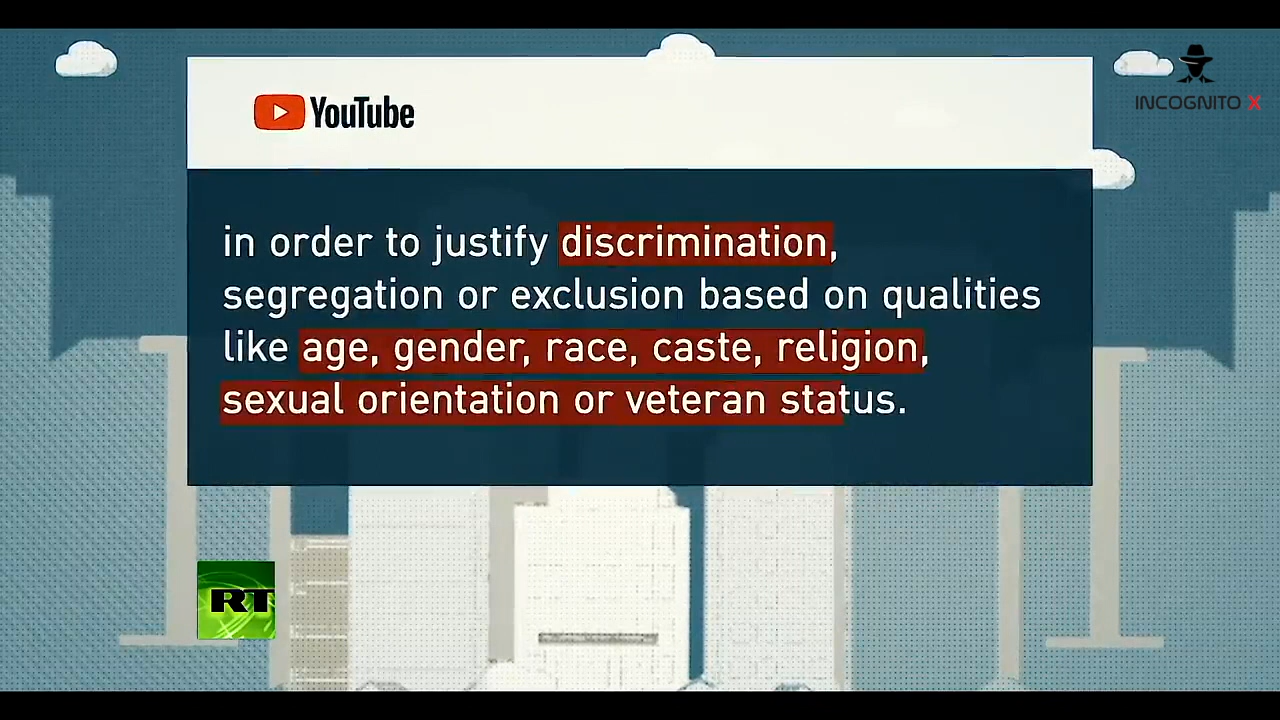 YouTube
INCOGNITO X
in order to justify discrimination,
segregation or exclusion based on qualities
like age, gender, race, caste, religion,
sexual orientation or veteran status.
RT